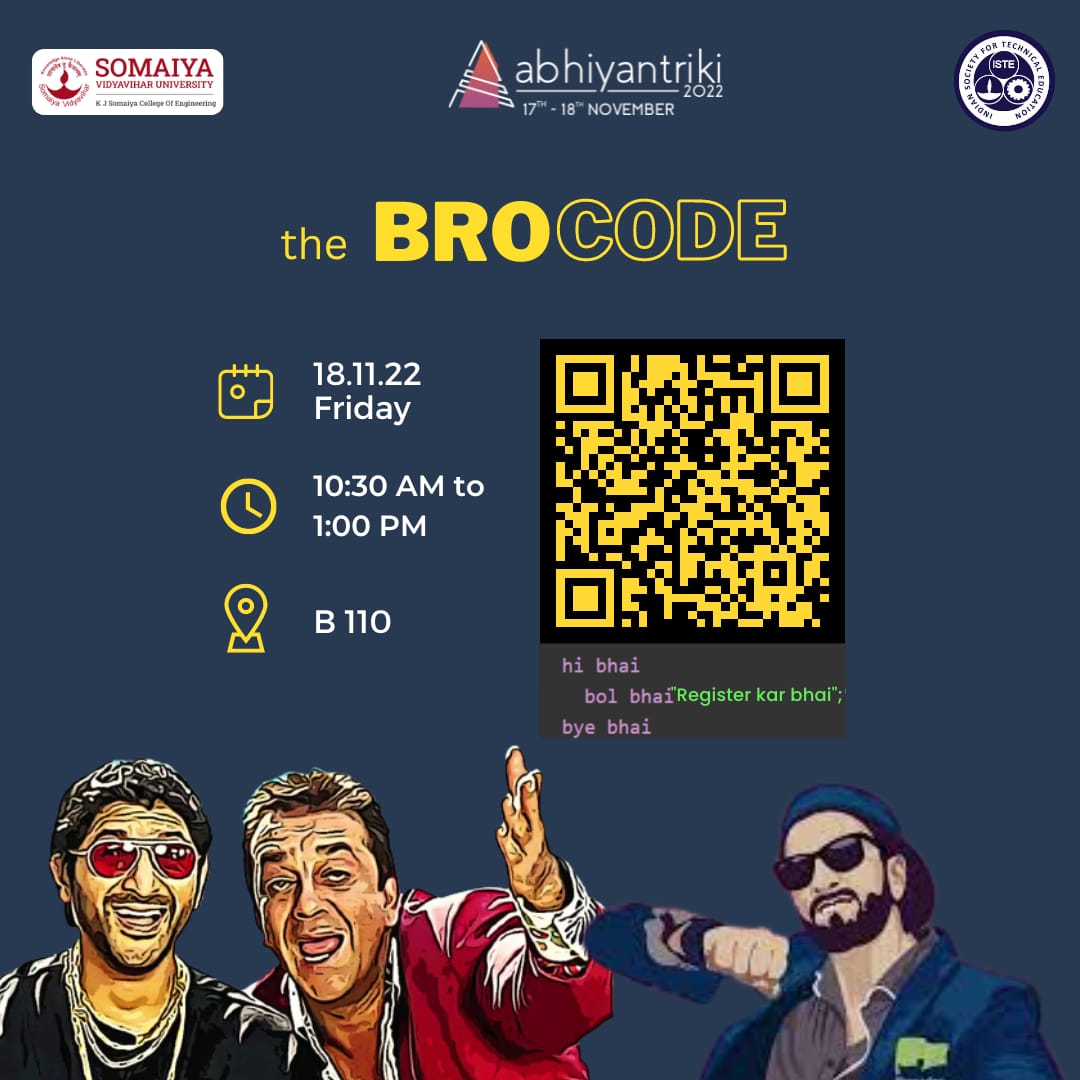 SOMAIYA
VIDYAVIHAR UNIVERSITY
K J Somaiya College Of Engineering
Somaiya Vidyavihar
abhiyantriki
2022
17TH - 18TH NOVEMBER
INDIAN SOCIETY FOR TECHNICAL EDUCATION
ISTE
the BROCODE
18.11.22
Friday
10:30 AM to
1:00 PM
B 110
hi bhai
bol bhai"Register kar bhai";
bye bhai